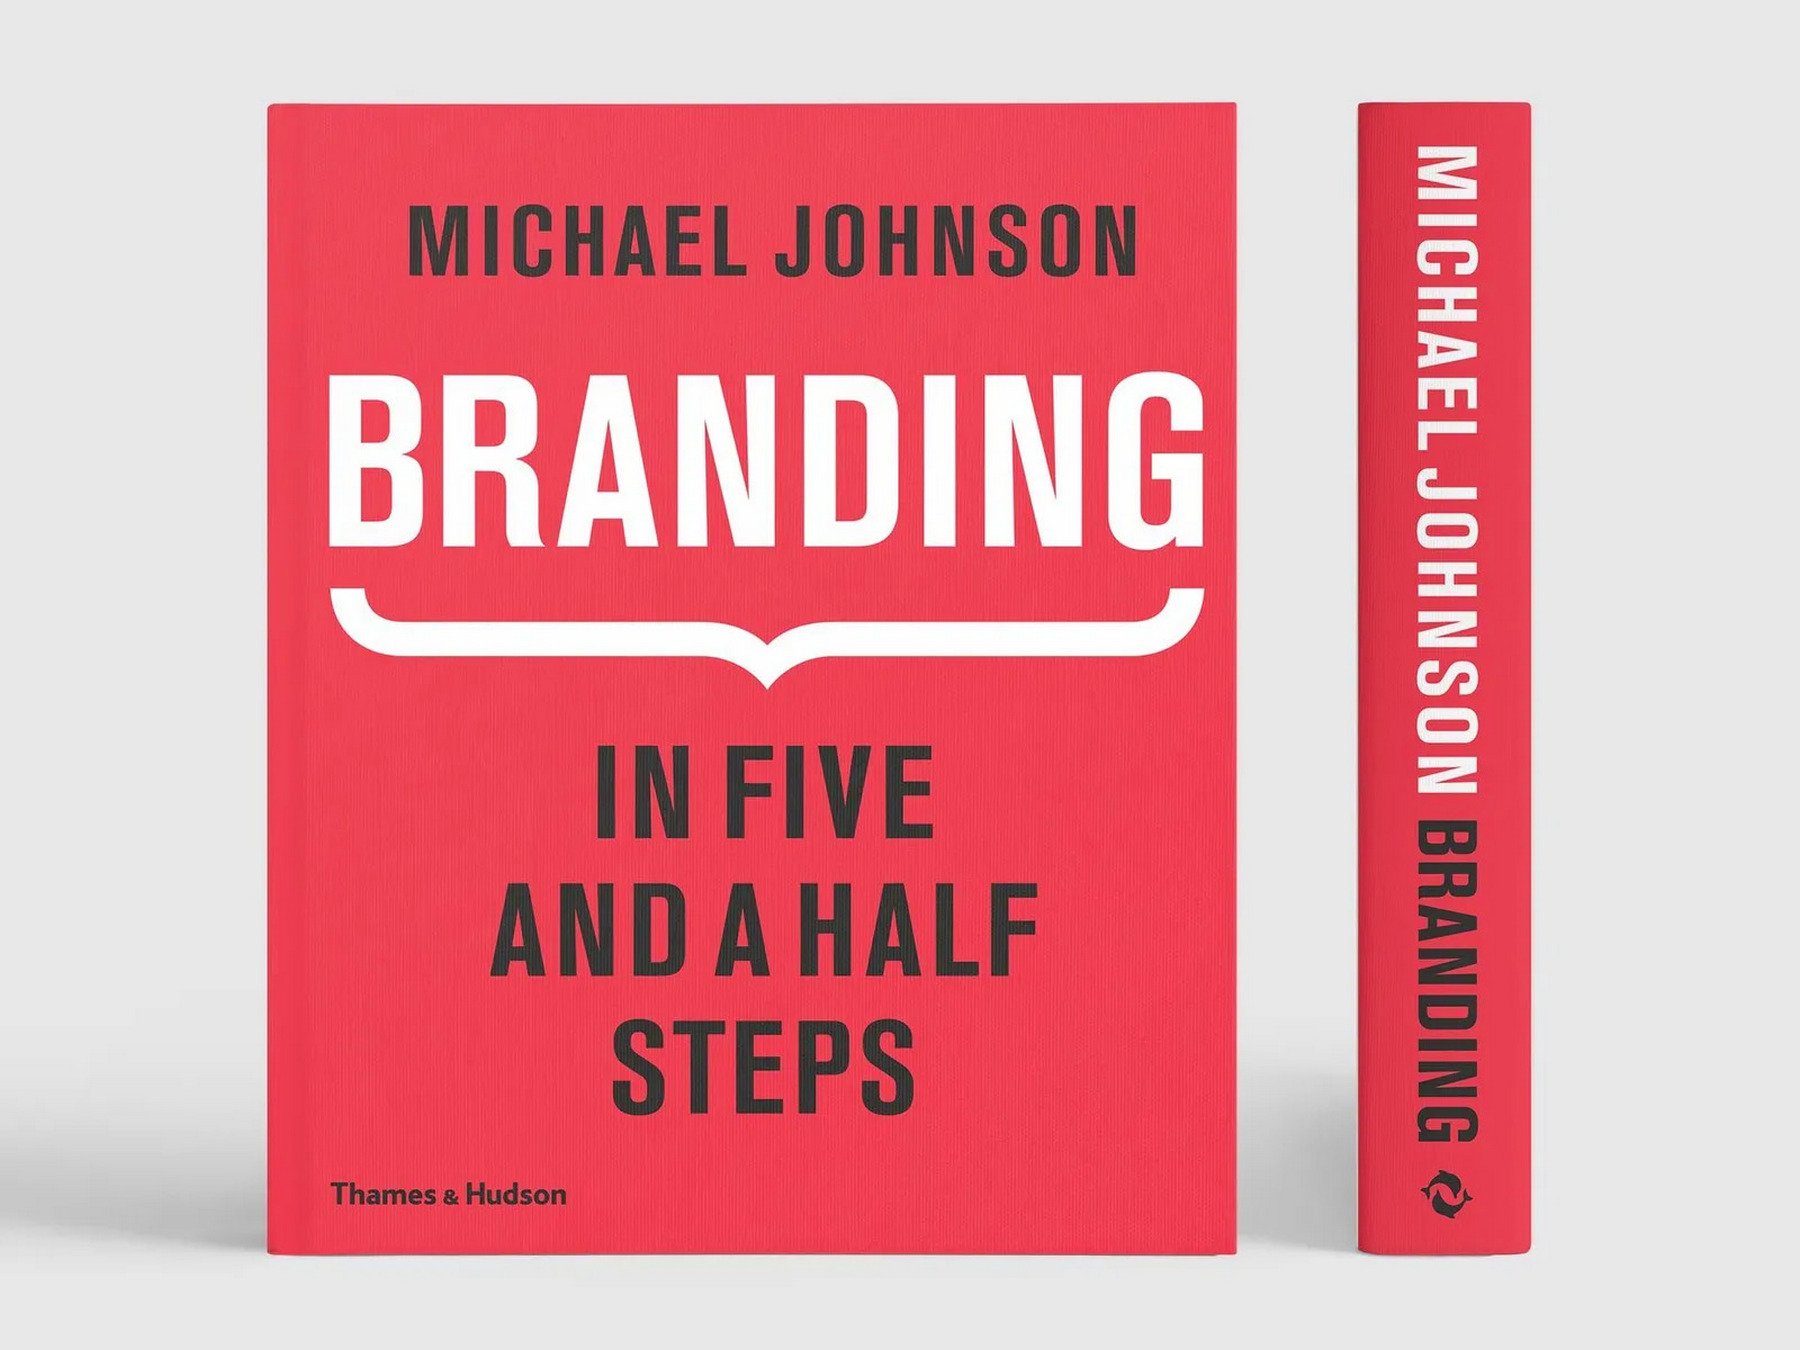 MICHAEL JOHNSON
BRANDING
IN FIVE
AND A HALF
STEPS
Thames & Hudson
MICHAEL JOHNSON BRANDING